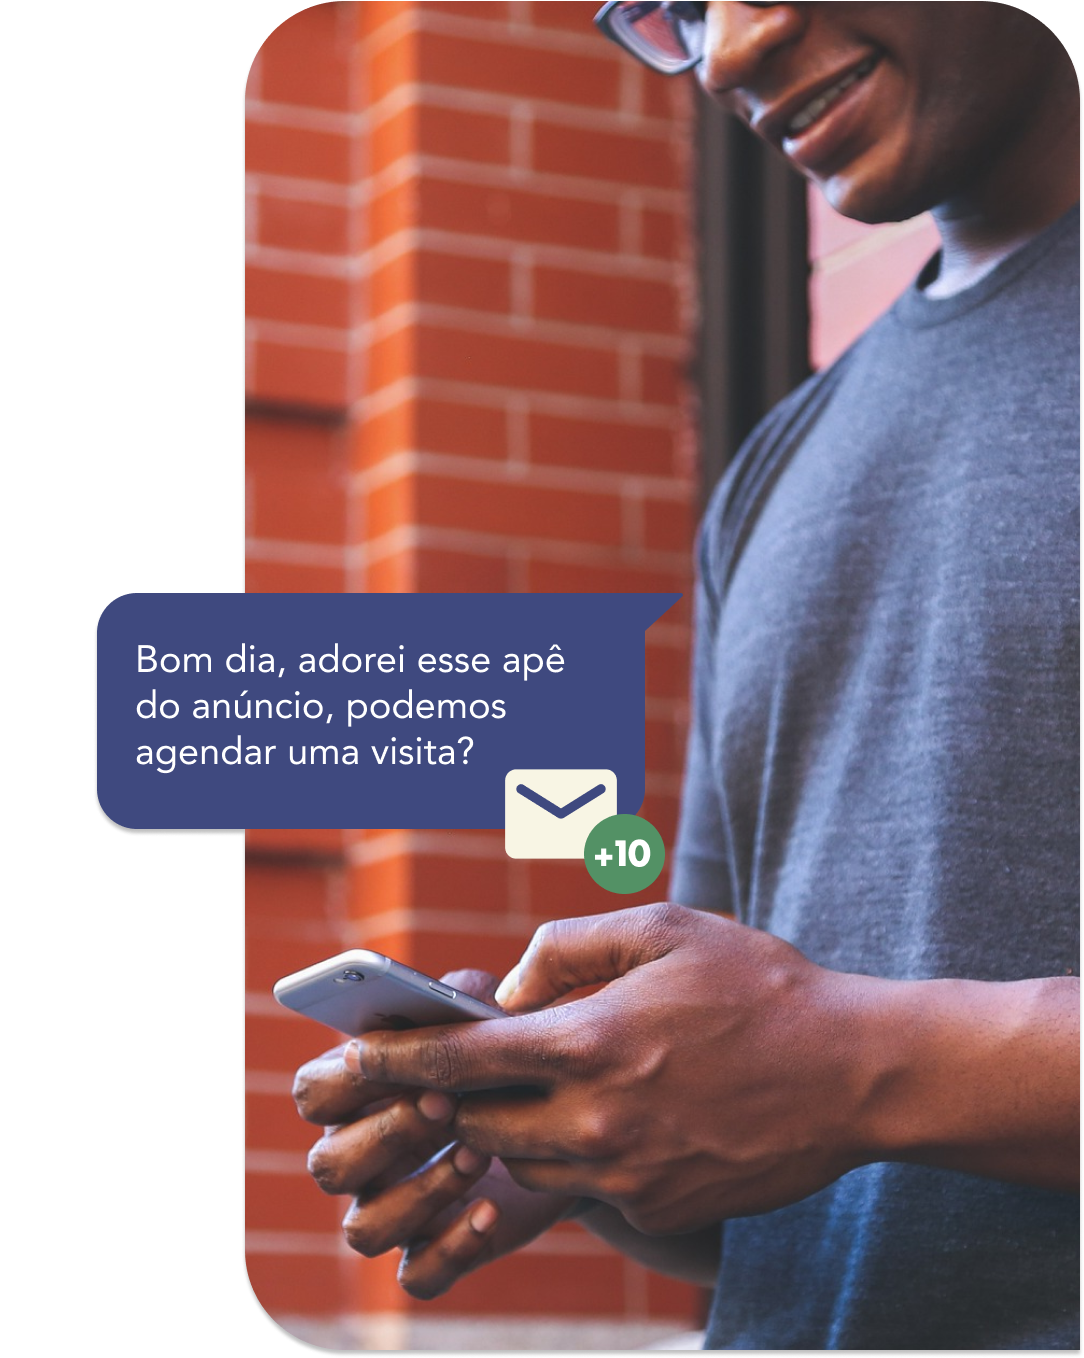 Bom dia, adorei esse apê
do anúncio, podemos
agendar uma visita?
+10